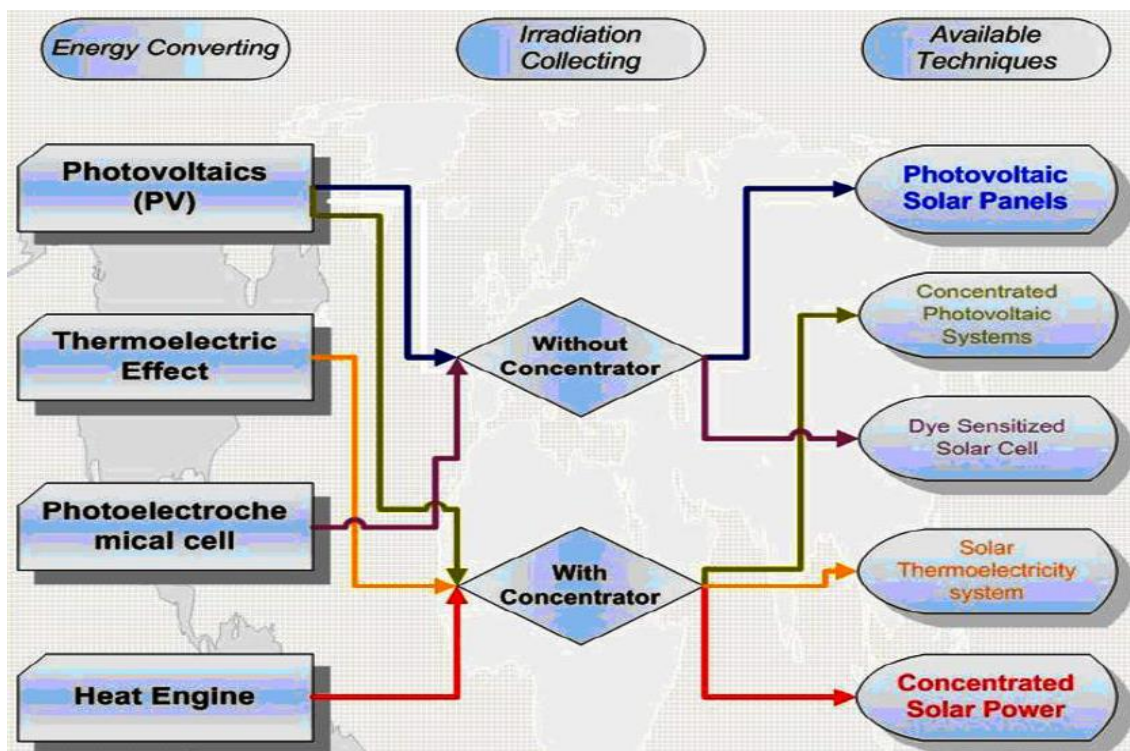 Energy Converting
Irradiation
Collecting
Available
Techniques
Photovoltaics
(PV)
Thermoelectric
Effect
Photoelectroche
mical cell
Heat Engine
Without
Concentrator
With
Concentrator
Photovoltaic
Solar Panels
Concentrated
Photovoltaic
Systems
Dye Sensitized
Solar Cell
Solar
Thermoelectricity
system
Concentrated
Solar Power